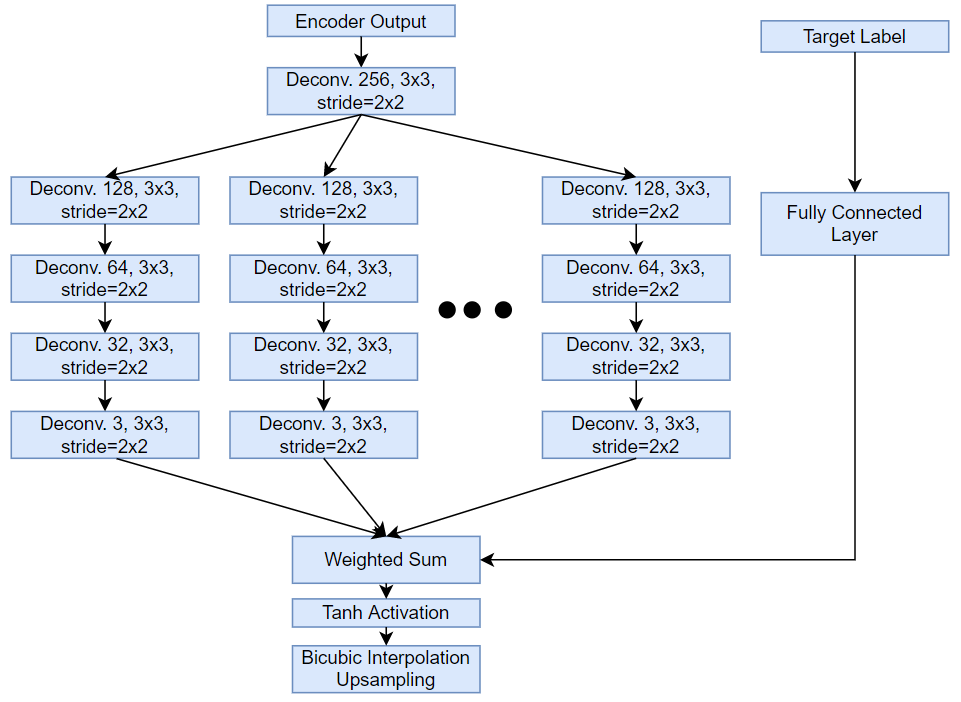 Encoder Output
Target Label
Deconv. 256, 3x3,
stride=2x2
Deconv. 128, 3x3,
stride=2x2
Deconv. 128, 3x3,
stride=2x2
Deconv. 128, 3x3,
stride=2x2
Fully Connected
Layer
Deconv. 64, 3x3,
stride=2x2
Deconv. 64, 3x3,
stride=2x2
Deconv. 64, 3x3,
stride=2x2
Deconv. 32, 3x3,
stride=2x2
Deconv. 32, 3x3,
stride=2x2
Deconv. 32, 3x3,
stride=2x2
Deconv. 3, 3x3,
stride=2x2
Deconv. 3, 3x3,
stride=2x2
Deconv. 3, 3x3,
stride=2x2
Weighted Sum
Tanh Activation
Bicubic Interpolation
Upsampling